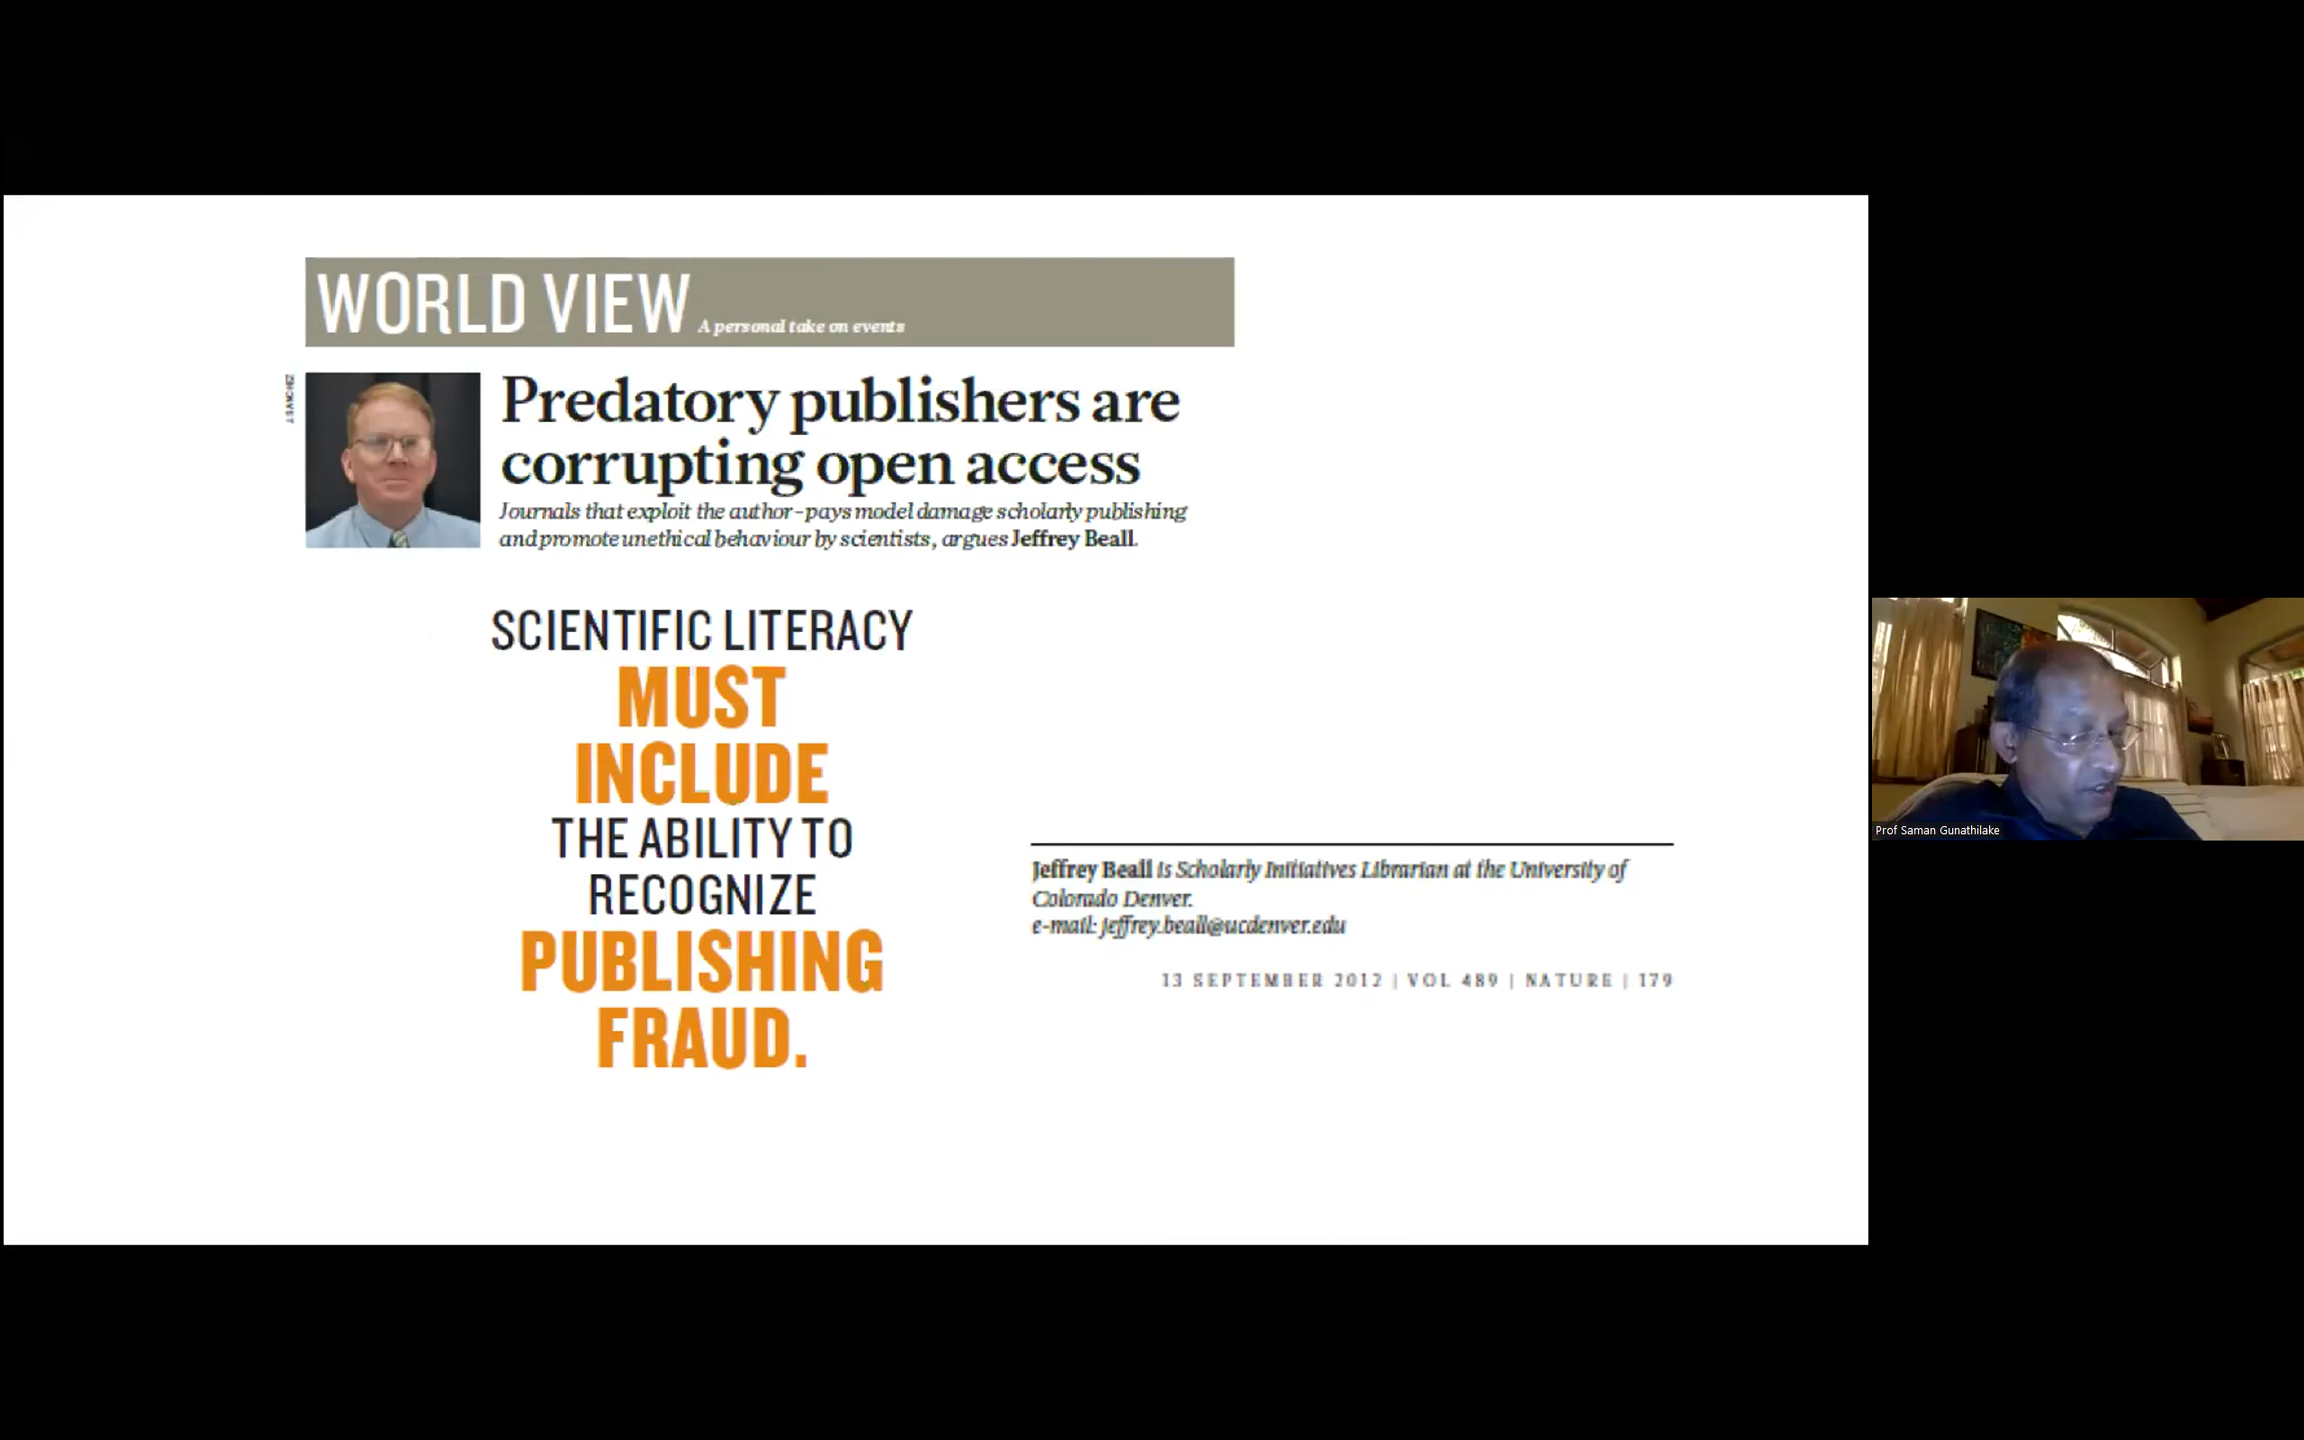 WORLD VIEW A personal take on events
J. SANCHEZ
Predatory publishers are
corrupting open access
Journals that exploit the author-pays model damage scholarly publishing
and promote unethical behaviour by scientists, argues Jeffrey Beall.
SCIENTIFIC LITERACY
MUST
INCLUDE
THE ABILITY TO
RECOGNIZE
PUBLISHING
FRAUD.
Jeffrey Beall is Scholarly Initiatives Librarian at the University of
Colorado Denver.
e-mail: jeffrey.beall@ucdenver.edu
13 SEPTEMBER 2012 | VOL 489 | NATURE | 179
Prof Saman Gunathilake